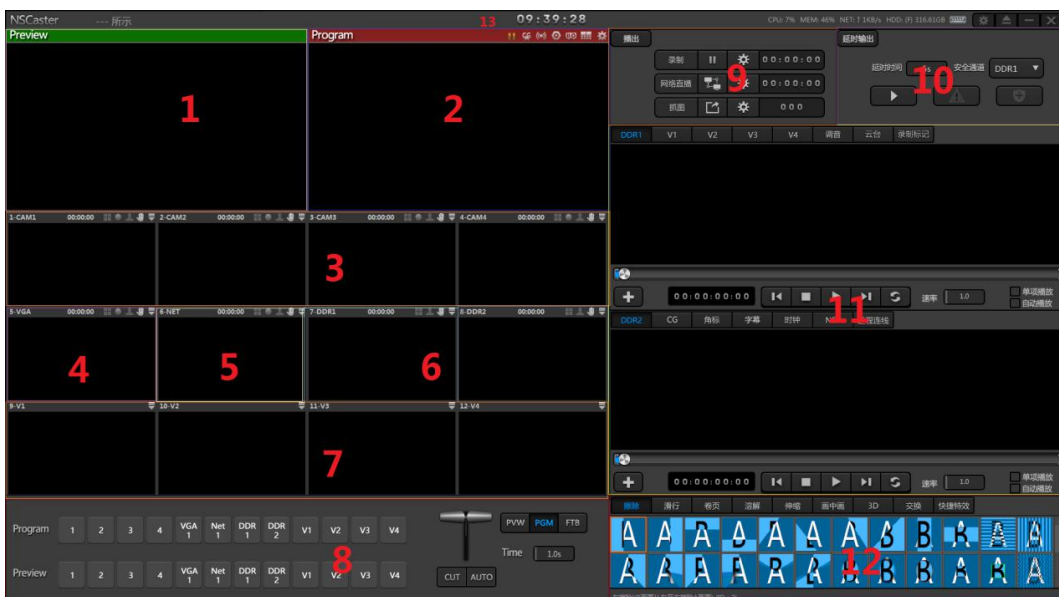 NSCaster --- 所示 13 09:39:28 CPU: 7% MEM: 46% NET: 11KB/s HDD: (F) 316.61GB
Preview Program
播出 延时输出
录制 00:00:00
网络直播 00:00:00
抓图 000
9
延时时间 安全通道 DDR1
10
1 2
DDR1 V1 V2 V3 V4 调音 云台 录制标记
1-CAM1 00:00:00 2-CAM2 00:00:00 3-CAM3 00:00:00 4-CAM4 00:00:00
3
00:00:00:00 速率 1.0 单项播放
自动播放
11
5-VGA 00:00:00 6-NET 00:00:00 7-DDR1 00:00:00 8-DDR2 00:00:00
4 5 6
DDR2 CG 角标 字幕 时钟
9-V1 10-V2 11-V3 12-V4
7
00:00:00:00 速率 1.0 单项播放
自动播放
擦除 滑行 卷页 溶解 伸缩 画中画 3D 交换 快捷特效
12
Program 1 2 3 4 VGA 1 Net 1 DDR 1 DDR 2 V1 V2 V3 V4
PVW PGM FTB
Time 1.0s
8
Preview 1 2 3 4 VGA 1 Net 1 DDR 1 DDR 2 V1 V2 V3 V4
CUT AUTO